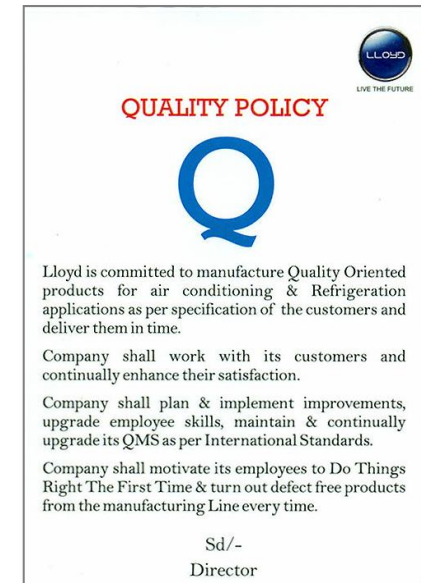 LLOYD
LIVE THE FUTURE
QUALITY POLICY
Q
Lloyd is committed to manufacture Quality Oriented
products for air conditioning & Refrigeration
applications as per specification of the customers and
deliver them in time.
Company shall work with its customers and
continually enhance their satisfaction.
Company shall plan & implement improvements,
upgrade employee skills, maintain & continually
upgrade its QMS as per International Standards.
Company shall motivate its employees to Do Things
Right The First Time & turn out defect free products
from the manufacturing Line every time.
Sd/-
Director